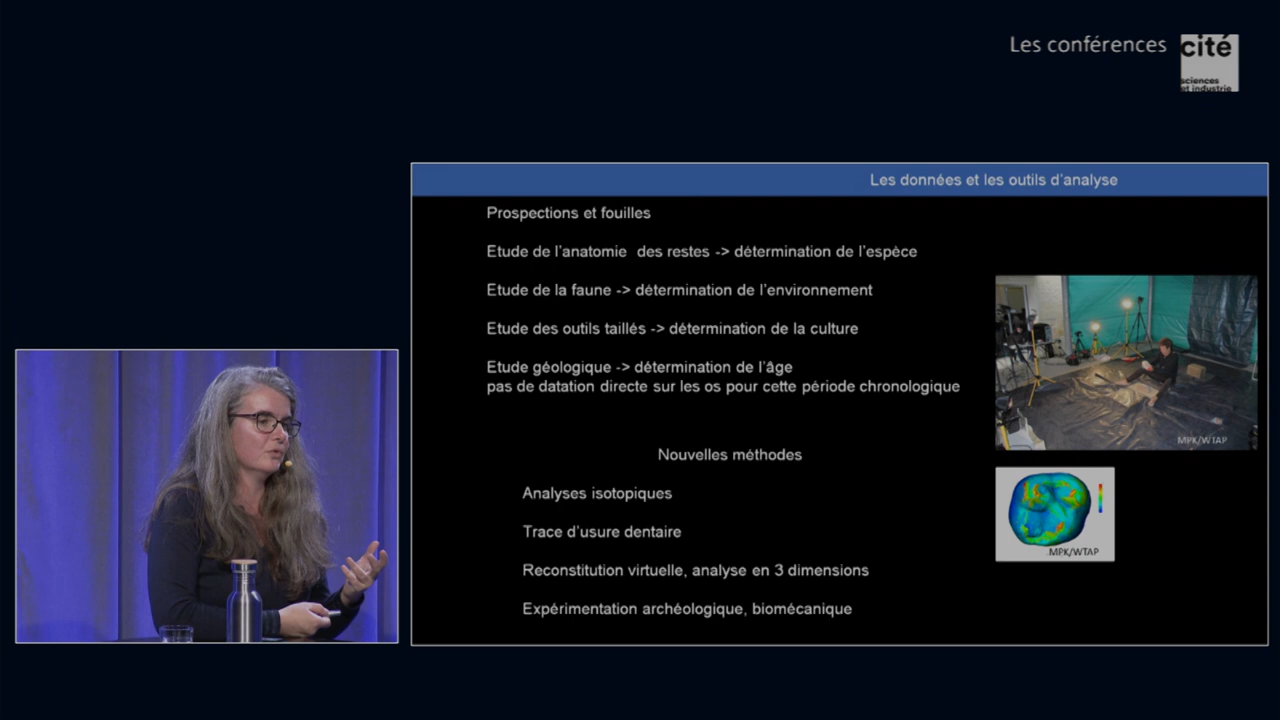 Les conférences
cité
sciences
et industrie
Les données et les outils d'analyse
Prospections et fouilles
Etude de l'anatomie des restes -> détermination de l'espèce
Etude de la faune -> détermination de l'environnement
Etude des outils taillés -> détermination de la culture
Etude géologique -> détermination de l'âge
pas de datation directe sur les os pour cette période chronologique
MPK/WTAP
Nouvelles méthodes
Analyses isotopiques
Trace d'usure dentaire
MPK/WTAP
Reconstitution virtuelle, analyse en 3 dimensions
Expérimentation archéologique, biomécanique